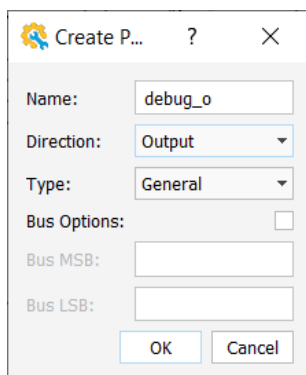 Create P... ?
Name: debug_o
Direction: Output
Type: General
Bus Options:
Bus MSB:
Bus LSB:
OK Cancel